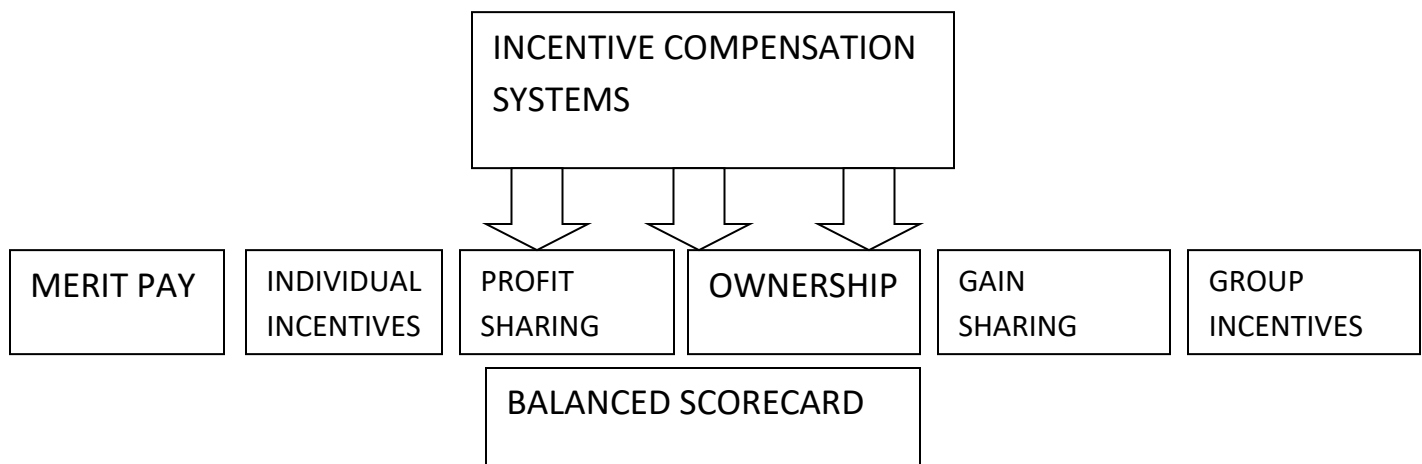 INCENTIVE COMPENSATION
SYSTEMS
MERIT PAY
INDIVIDUAL
INCENTIVES
PROFIT
SHARING
OWNERSHIP
GAIN
SHARING
GROUP
INCENTIVES
BALANCED SCORECARD